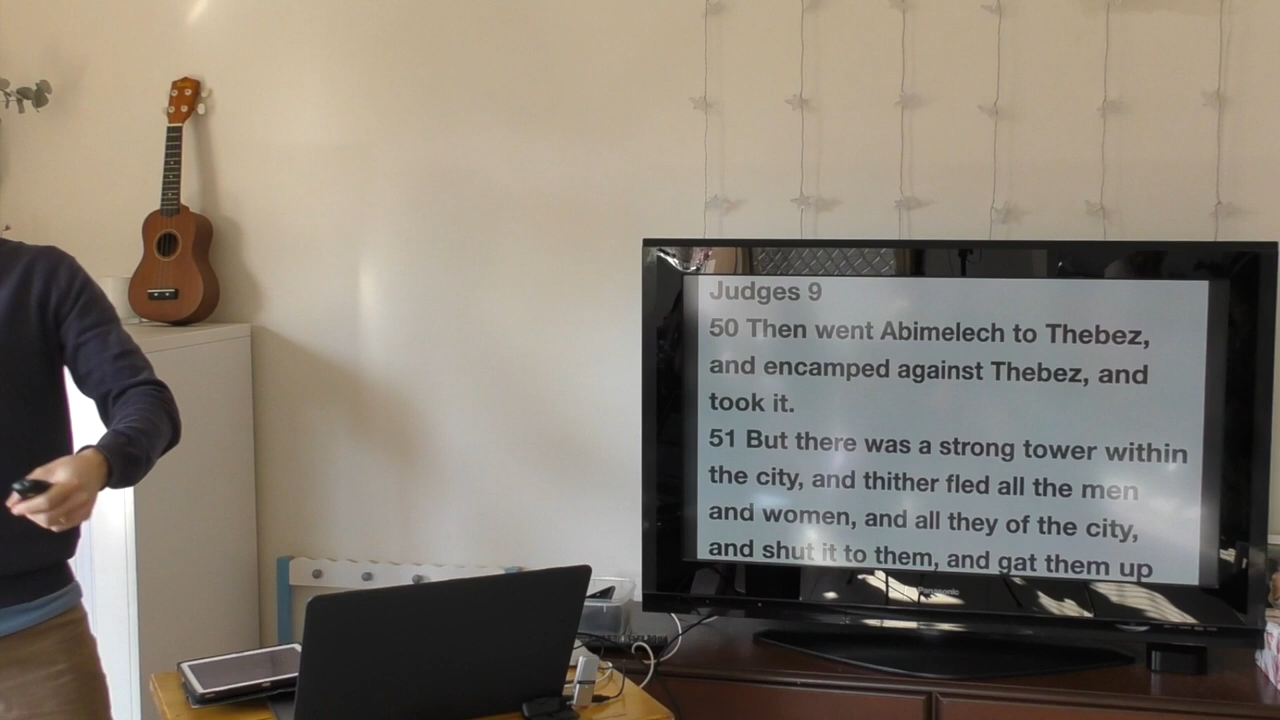 Judges 9
50 Then went Abimelech to Thebez,
and encamped against Thebez, and
took it.
51 But there was a strong tower within
the city, and thither fled all the men
and women, and all they of the city,
and shut it to them, and gat them up
Panasonic